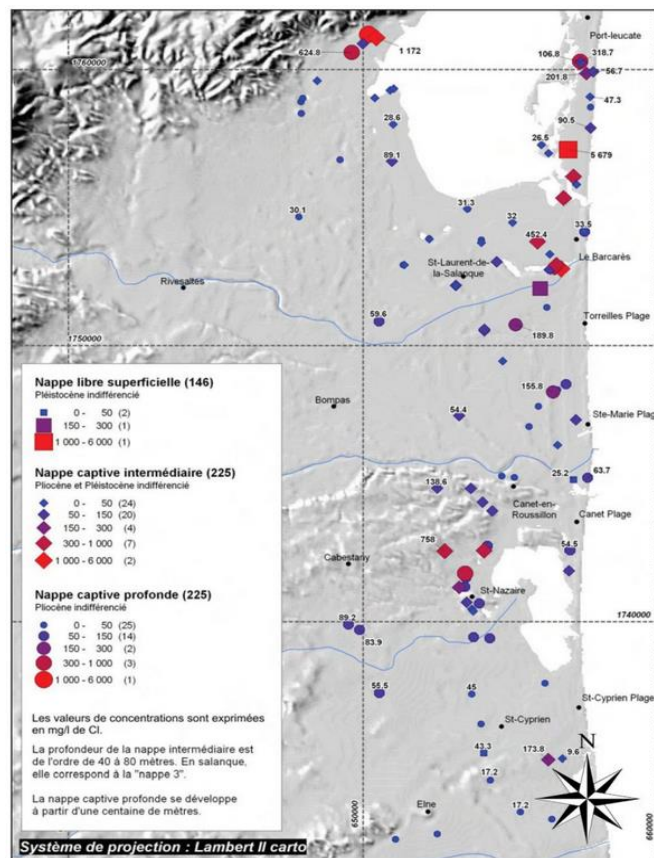 Port-leucate
624.8
1 172
106.8
318.7
1760000
201.8
56.7
47.3
28.6
90.5
26.5
5 679
89.1
31.3
32
30.1
33.5
452.4
Le Barcarès
St-Laurent-de-
la-Salanque
Rivesaltes
59.6
189.8
Torreilles Plage
1750000
155.8
Bompas
54.4
Ste-Marie Plag
138.6
25.2
63.7
Canet-en-
Roussillon
Canet Plage
758
54.5
Cabestany
St-Nazaire
89.2
83.9
1740000
55.5
45
St-Cyprien Plage
St-Cyprien
43.3
173.8
9.6
17.2
17.2
Elne
N
650000
660000
Nappe libre superficielle (146)
Pléistocène indifférencié
0 - 50 (2)
150 - 300 (1)
1 000 - 6 000 (1)
Nappe captive intermédiaire (225)
Pliocène et Pléistocène indifférencié
0 - 50 (24)
50 - 150 (20)
150 - 300 (4)
300 - 1 000 (7)
1 000 - 6 000 (2)
Nappe captive profonde (225)
Pliocène indifférencié
0 - 50 (25)
50 - 150 (14)
150 - 300 (2)
300 - 1 000 (3)
1 000 - 6 000 (1)
Les valeurs de concentrations sont exprimées
en mg/l de Cl.
La profondeur de la nappe intermédiaire est
de l'ordre de 40 à 80 mètres. En salanque,
elle correspond à la "nappe 3".
La nappe captive profonde se développe
à partir d'une centaine de mètres.
Système de projection : Lambert II carto